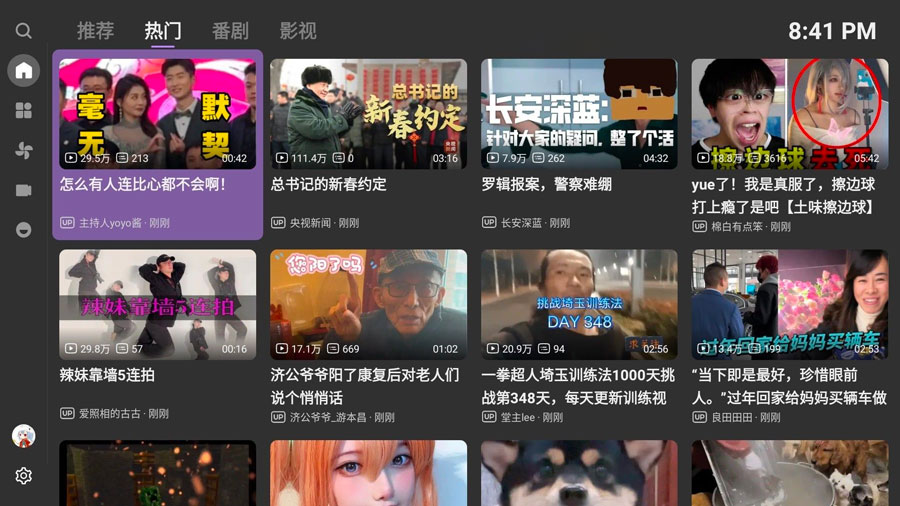 推荐 热门 番剧 影视
8:41 PM
毫无
默契
29.5万 213 00:42
怎么有人连比心都不会啊！
UP 主持人yoyo酱 · 刚刚
总书记的
新春约定
111.4万 0 03:16
总书记的新春约定
UP 央视新闻 · 刚刚
长安深蓝：
针对大家的疑问，整了个活
7.9万 262 04:32
罗辑报案，警察难绷
UP 长安深蓝 · 刚刚
擦边球去死
18.3万 3616 05:42
yue了！我是真服了，擦边球
打上瘾了是吧【土味擦边球】
UP 棉白有点笨 · 刚刚
辣妹靠墙5连拍
29.8万 57 00:16
辣妹靠墙5连拍
UP 爱照相的古古 · 刚刚
您阳了吗
17.1万 669 01:02
济公爷爷阳了康复后对老人们
说个悄悄话
UP 济公爷爷_游本昌 · 刚刚
挑战埼玉训练法
DAY 348
20.9万 94 02:56
一拳超人埼玉训练法1000天挑
战第348天，每天更新训练视
UP 堂主lee · 刚刚
过年回家给妈妈买辆车
13.4万 199 02:53
“当下即是最好，珍惜眼前
人。”过年回家给妈妈买辆车做
UP 良田田田 · 刚刚